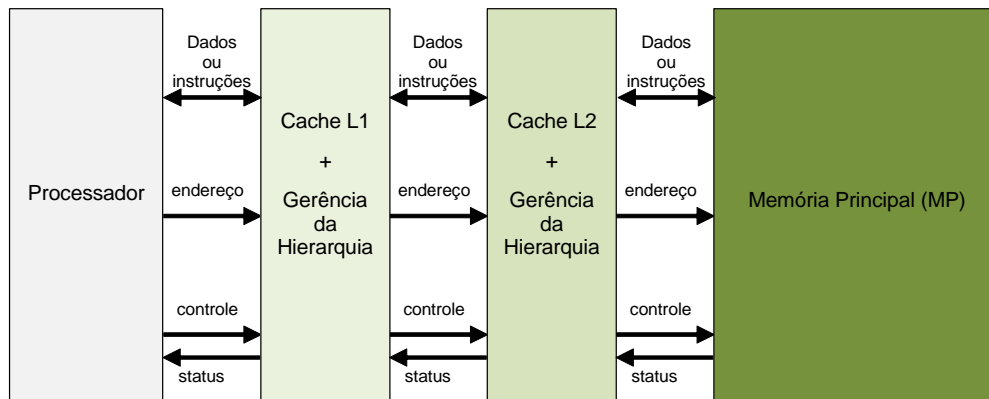 Processador
Dados
ou
instruções
endereço
controle
status
Cache L1
+
Gerência
da
Hierarquia
Dados
ou
instruções
endereço
controle
status
Cache L2
+
Gerência
da
Hierarquia
Dados
ou
instruções
endereço
controle
status
Memória Principal (MP)